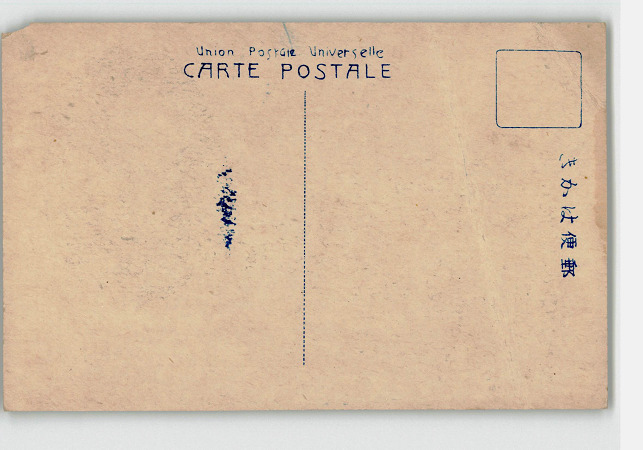 Union Postale Universelle
CARTE POSTALE
きかは便郵